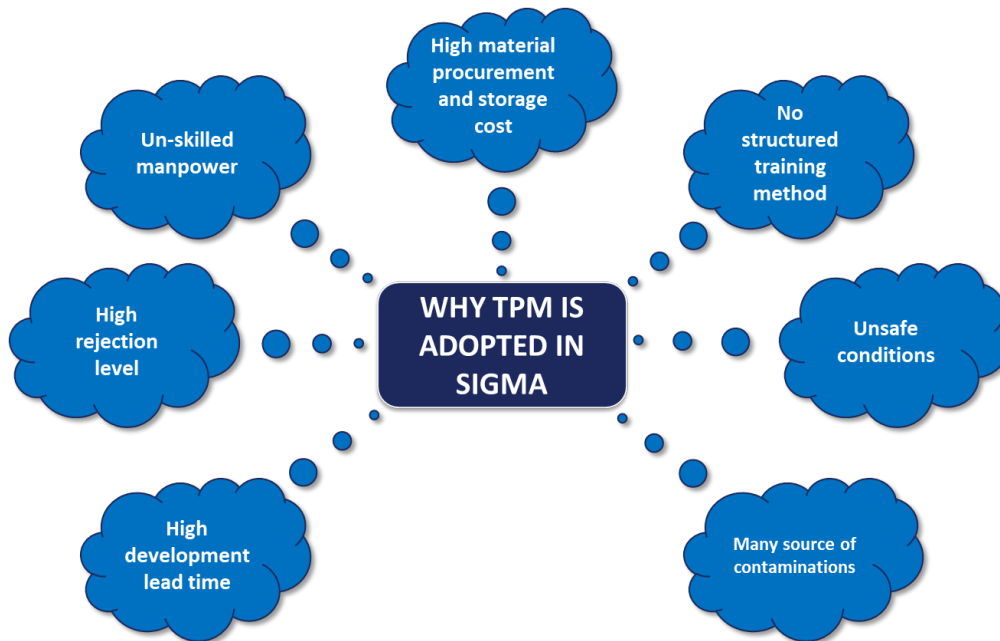 High material
procurement
and storage
cost
Un-skilled
manpower
No
structured
training
method
High
rejection
level
WHY TPM IS
ADOPTED IN
SIGMA
Unsafe
conditions
High
development
lead time
Many source of
contaminations